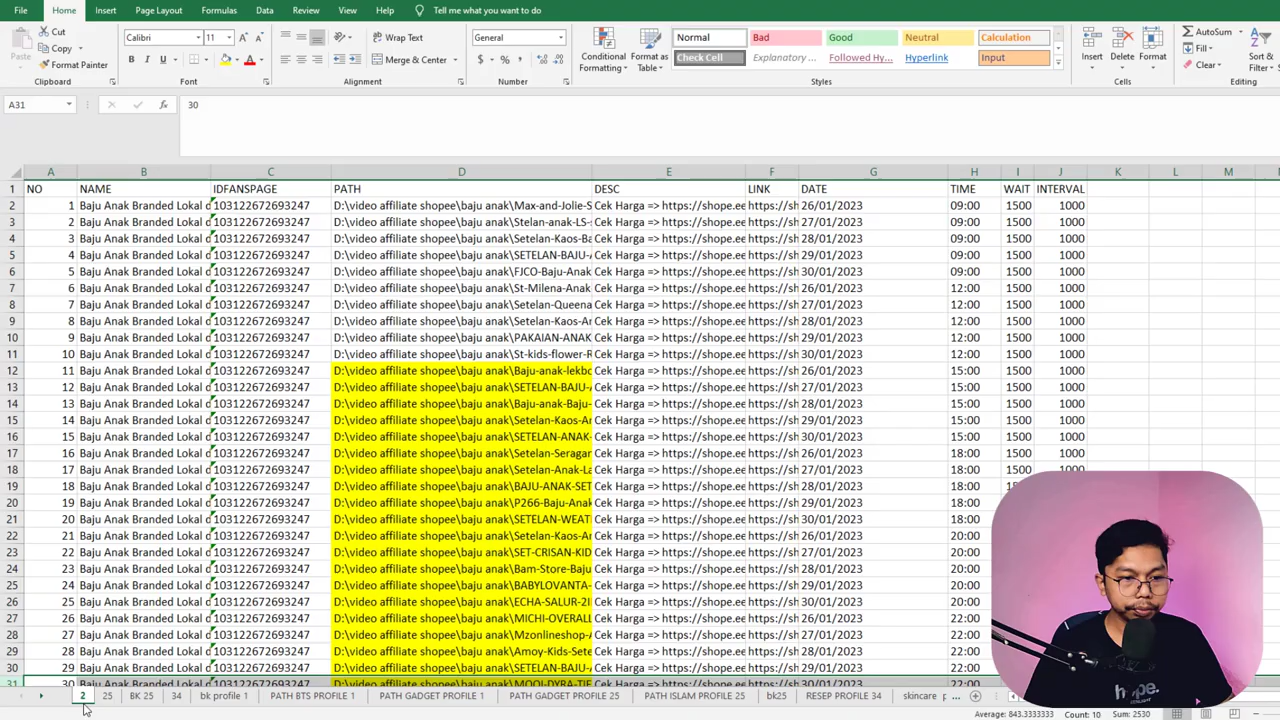 File Home Insert Page Layout Formulas Data Review View Help Tell me what you want to do
Cut
Copy
Format Painter
Paste
Clipboard
Calibri 11
B I U
Font
Wrap Text
Merge & Center
Alignment
General
$ % ,
Number
Conditional Formatting
Format as Table
Normal Bad Good Neutral Calculation
Check Cell Explanatory ... Followed Hy... Hyperlink Input
Styles
Insert Delete Format
Cells
AutoSum
Fill
Clear
Sort & Filter
Editing
A31 fx 30
A B C D E F G H I J K L M
1 NO NAME IDFANSPAGE PATH DESC LINK DATE TIME WAIT INTERVAL
2 1 Baju Anak Branded Lokal d 103122672693247 D:\video affiliate shopee\baju anak\Max-and-Jolie-S Cek Harga => https://shope.ee https://sh 26/01/2023 09:00 1500 1000
3 2 Baju Anak Branded Lokal d 103122672693247 D:\video affiliate shopee\baju anak\Stelan-anak-LS- Cek Harga => https://shope.ee https://sh 27/01/2023 09:00 1500 1000
4 3 Baju Anak Branded Lokal d 103122672693247 D:\video affiliate shopee\baju anak\Setelan-Kaos-Ba Cek Harga => https://shope.ee https://sh 28/01/2023 09:00 1500 1000
5 4 Baju Anak Branded Lokal d 103122672693247 D:\video affiliate shopee\baju anak\SETELAN-BAJU- Cek Harga => https://shope.ee https://sh 29/01/2023 09:00 1500 1000
6 5 Baju Anak Branded Lokal d 103122672693247 D:\video affiliate shopee\baju anak\FJCO-Baju-Anak Cek Harga => https://shope.ee https://sh 30/01/2023 09:00 1500 1000
7 6 Baju Anak Branded Lokal d 103122672693247 D:\video affiliate shopee\baju anak\St-Milena-Anak Cek Harga => https://shope.ee https://sh 26/01/2023 12:00 1500 1000
8 7 Baju Anak Branded Lokal d 103122672693247 D:\video affiliate shopee\baju anak\Setelan-Queena Cek Harga => https://shope.ee https://sh 27/01/2023 12:00 1500 1000
9 8 Baju Anak Branded Lokal d 103122672693247 D:\video affiliate shopee\baju anak\Setelan-Kaos-Ar Cek Harga => https://shope.ee https://sh 28/01/2023 12:00 1500 1000
10 9 Baju Anak Branded Lokal d 103122672693247 D:\video affiliate shopee\baju anak\PAKAIAN-ANAK Cek Harga => https://shope.ee https://sh 29/01/2023 12:00 1500 1000
11 10 Baju Anak Branded Lokal d 103122672693247 D:\video affiliate shopee\baju anak\St-kids-flower-R Cek Harga => https://shope.ee https://sh 30/01/2023 12:00 1500 1000
12 11 Baju Anak Branded Lokal d 103122672693247 D:\video affiliate shopee\baju anak\Baju-anak-lekbo Cek Harga => https://shope.ee https://sh 26/01/2023 15:00 1500 1000
13 12 Baju Anak Branded Lokal d 103122672693247 D:\video affiliate shopee\baju anak\SETELAN-BAJU-A Cek Harga => https://shope.ee https://sh 27/01/2023 15:00 1500 1000
14 13 Baju Anak Branded Lokal d 103122672693247 D:\video affiliate shopee\baju anak\Baju-anak-Baju- Cek Harga => https://shope.ee https://sh 28/01/2023 15:00 1500 1000
15 14 Baju Anak Branded Lokal d 103122672693247 D:\video affiliate shopee\baju anak\Setelan-Kaos-A Cek Harga => https://shope.ee https://sh 29/01/2023 15:00 1500 1000
16 15 Baju Anak Branded Lokal d 103122672693247 D:\video affiliate shopee\baju anak\SETELAN-ANAK- Cek Harga => https://shope.ee https://sh 30/01/2023 15:00 1500 1000
17 16 Baju Anak Branded Lokal d 103122672693247 D:\video affiliate shopee\baju anak\Setelan-Seragar Cek Harga => https://shope.ee https://sh 26/01/2023 18:00 1500 1000
18 17 Baju Anak Branded Lokal d 103122672693247 D:\video affiliate shopee\baju anak\Setelan-Anak-La Cek Harga => https://shope.ee https://sh 27/01/2023 18:00 1500 1000
19 18 Baju Anak Branded Lokal d 103122672693247 D:\video affiliate shopee\baju anak\BAJU-ANAK-SET Cek Harga => https://shope.ee https://sh 28/01/2023 18:00
20 19 Baju Anak Branded Lokal d 103122672693247 D:\video affiliate shopee\baju anak\P266-Baju-Anak Cek Harga => https://shope.ee https://sh 29/01/2023 18:00
21 20 Baju Anak Branded Lokal d 103122672693247 D:\video affiliate shopee\baju anak\SETELAN-WEAT Cek Harga => https://shope.ee https://sh 30/01/2023 18:00
22 21 Baju Anak Branded Lokal d 103122672693247 D:\video affiliate shopee\baju anak\Setelan-Kaos-A Cek Harga => https://shope.ee https://sh 26/01/2023 20:00
23 22 Baju Anak Branded Lokal d 103122672693247 D:\video affiliate shopee\baju anak\SET-CRISAN-KID Cek Harga => https://shope.ee https://sh 27/01/2023 20:00
24 23 Baju Anak Branded Lokal d 103122672693247 D:\video affiliate shopee\baju anak\Bam-Store-Baju Cek Harga => https://shope.ee https://sh 28/01/2023 20:00
25 24 Baju Anak Branded Lokal d 103122672693247 D:\video affiliate shopee\baju anak\BABYLOVANTA- Cek Harga => https://shope.ee https://sh 29/01/2023 20:00
26 25 Baju Anak Branded Lokal d 103122672693247 D:\video affiliate shopee\baju anak\ECHA-SALUR-2I Cek Harga => https://shope.ee https://sh 30/01/2023 20:00
27 26 Baju Anak Branded Lokal d 103122672693247 D:\video affiliate shopee\baju anak\MICHI-OVERALL Cek Harga => https://shope.ee https://sh 26/01/2023 22:00
28 27 Baju Anak Branded Lokal d 103122672693247 D:\video affiliate shopee\baju anak\Mzonlineshop-A Cek Harga => https://shope.ee https://sh 27/01/2023 22:00
29 28 Baju Anak Branded Lokal d 103122672693247 D:\video affiliate shopee\baju anak\Amoy-Kids-Sete Cek Harga => https://shope.ee https://sh 28/01/2023 22:00
30 29 Baju Anak Branded Lokal d 103122672693247 D:\video affiliate shopee\baju anak\SETELAN-BAJU- Cek Harga => https://shope.ee https://sh 29/01/2023 22:00
31 30 Baju Anak Branded Lokal d 103122672693247 D:\video affiliate shopee\baju anak\MOOI-DYRA-TIE Cek Harga => https://shope.ee https://sh 30/01/2023 22:00
hype.
2 25 BK 25 34 bk profile 1 PATH BTS PROFILE 1 PATH GADGET PROFILE 1 PATH GADGET PROFILE 25 PATH ISLAM PROFILE 25 bk25 RESEP PROFILE 34 skincare p ...
Average: 843.3333333 Count: 10 Sum: 2530